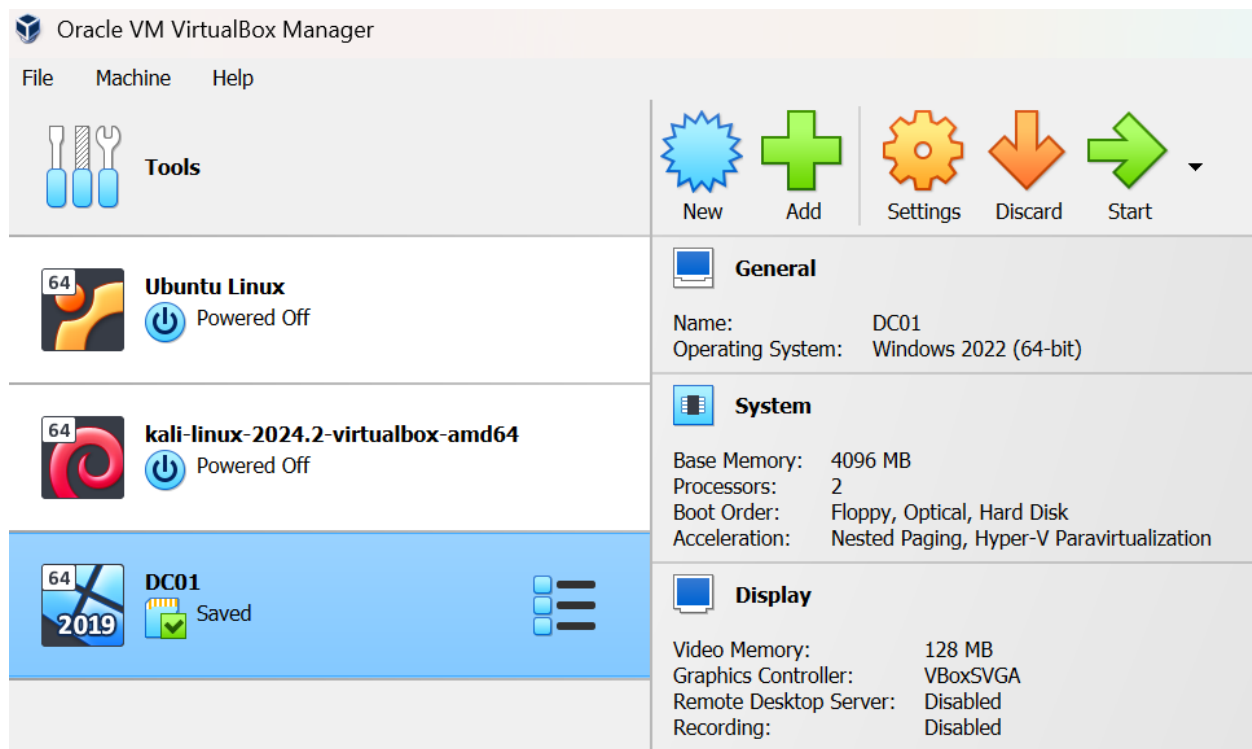 Oracle VM VirtualBox Manager
File Machine Help
Tools
New Add Settings Discard Start
64
Ubuntu Linux
Powered Off
64
kali-linux-2024.2-virtualbox-amd64
Powered Off
64
2019
DC01
Saved
General
Name: DC01
Operating System: Windows 2022 (64-bit)
System
Base Memory: 4096 MB
Processors: 2
Boot Order: Floppy, Optical, Hard Disk
Acceleration: Nested Paging, Hyper-V Paravirtualization
Display
Video Memory: 128 MB
Graphics Controller: VBoxSVGA
Remote Desktop Server: Disabled
Recording: Disabled